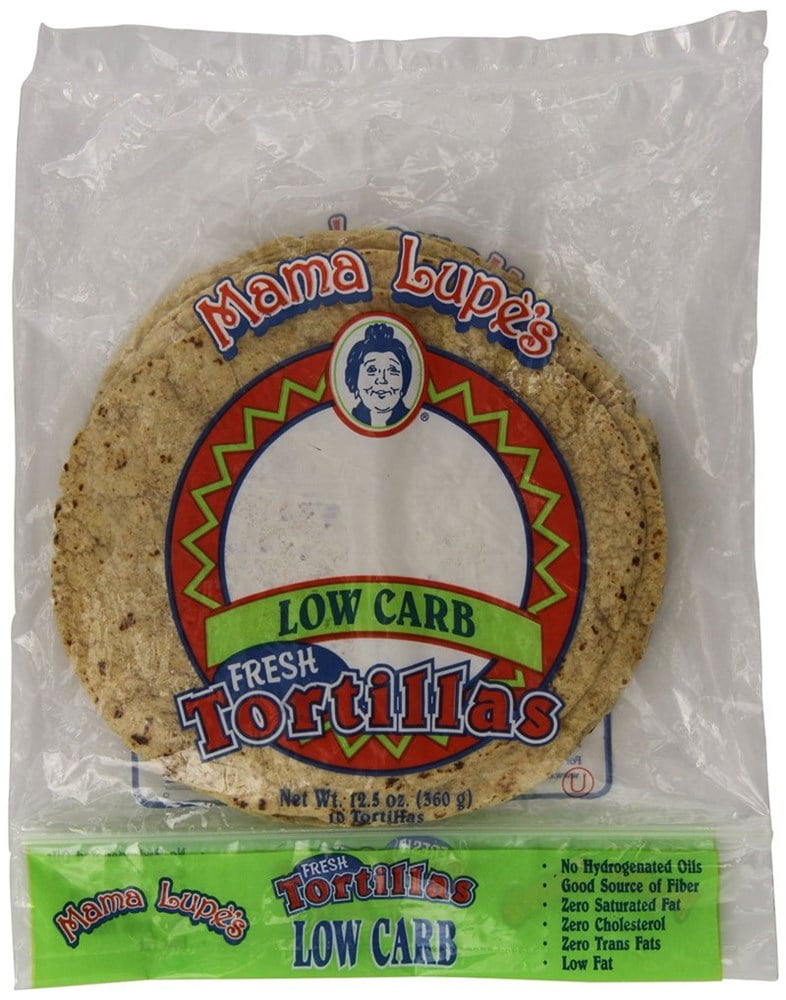 Mama Lupe's
®
LOW CARB
FRESH
Tortillas
Net Wt. 12.5 oz. (360 g)
10 Tortillas
U
Mama Lupe's
FRESH
Tortillas
LOW CARB
• No Hydrogenated Oils
• Good Source of Fiber
• Zero Saturated Fat
• Zero Cholesterol
• Zero Trans Fats
• Low Fat